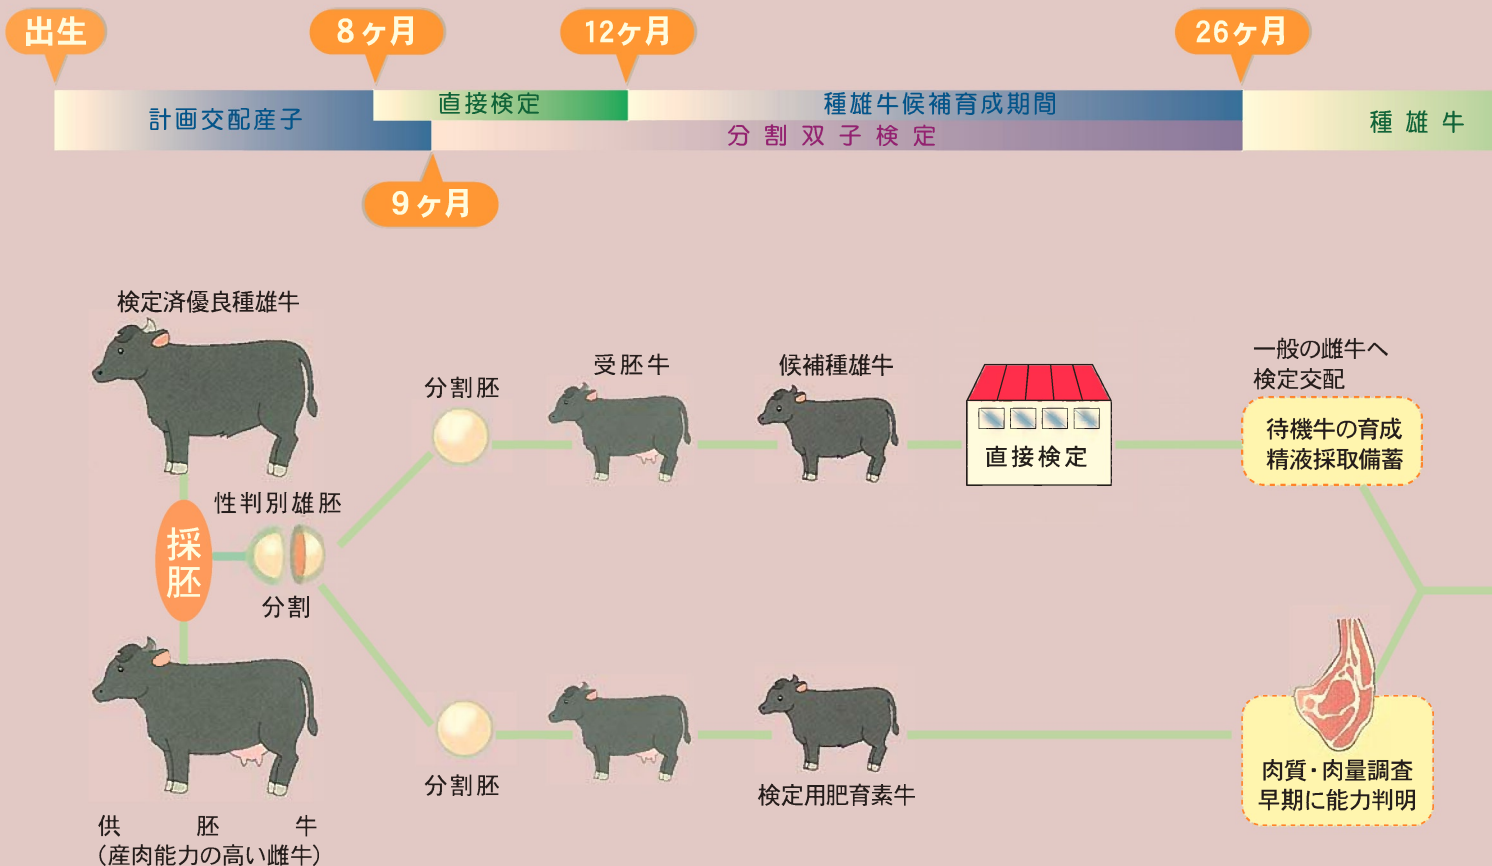 出生
8ヶ月
12ヶ月
26ヶ月
計画交配産子
直接検定
種雄牛候補育成期間
分割双子検定
種雄牛
9ヶ月
検定済優良種雄牛
採胚
性判別雄胚
分割
供胚牛
(産肉能力の高い雌牛)
分割胚
受胚牛
候補種雄牛
直接検定
一般の雌牛へ
検定交配
待機牛の育成
精液採取備蓄
分割胚
検定用肥育素牛
肉質・肉量調査
早期に能力判明